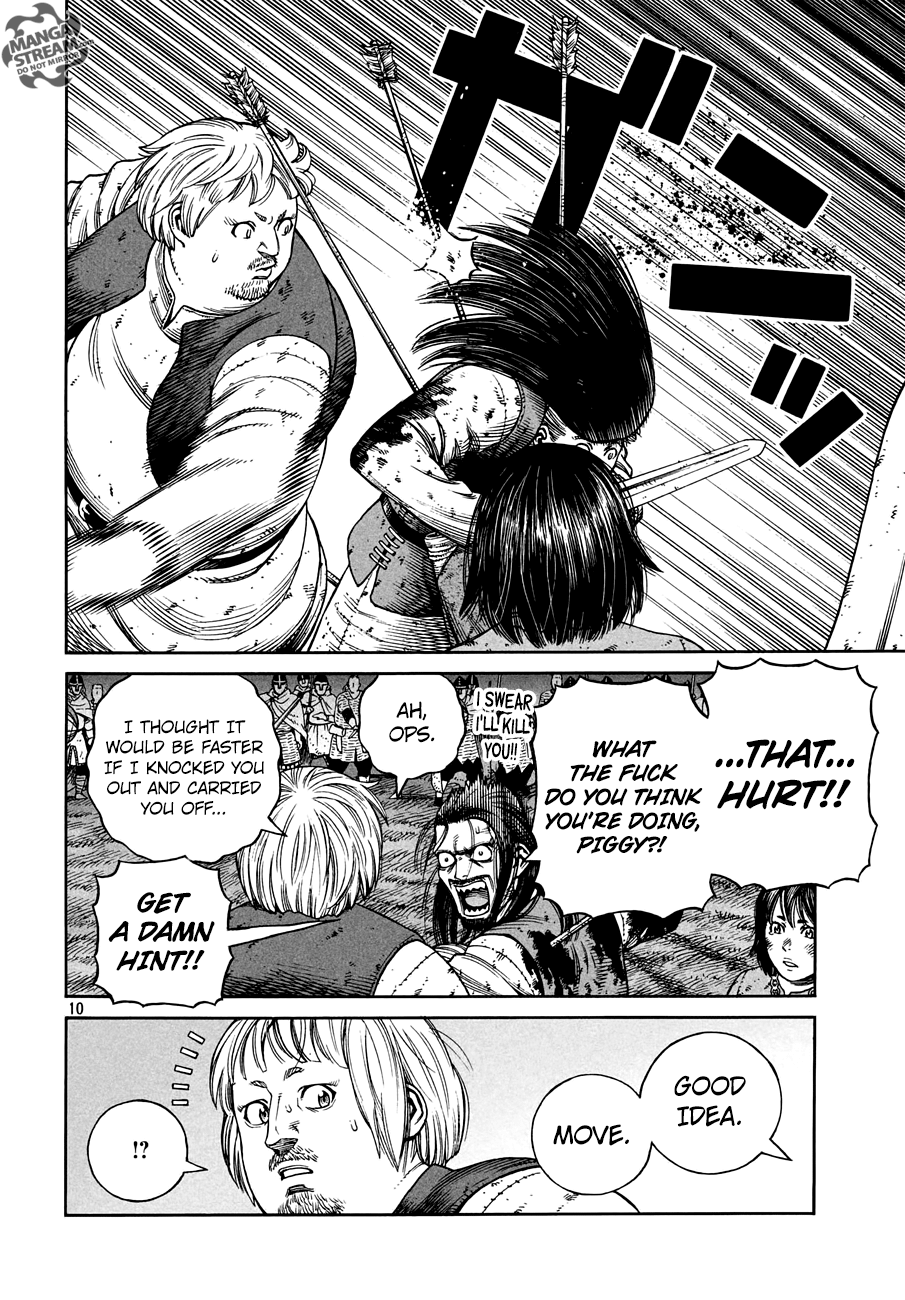 MANGA
STREAM.com
DO NOT MIRROR
ガーンッ
...THAT...
HURT!!
WHAT
THE FUCK
DO YOU THINK
YOU'RE DOING,
PIGGY?!
I SWEAR
I'LL KILL
YOU!!
AH,
OPS.
I THOUGHT IT
WOULD BE FASTER
IF I KNOCKED YOU
OUT AND CARRIED
YOU OFF...
GET
A DAMN
HINT!!
10
GOOD
IDEA.
MOVE.
!?